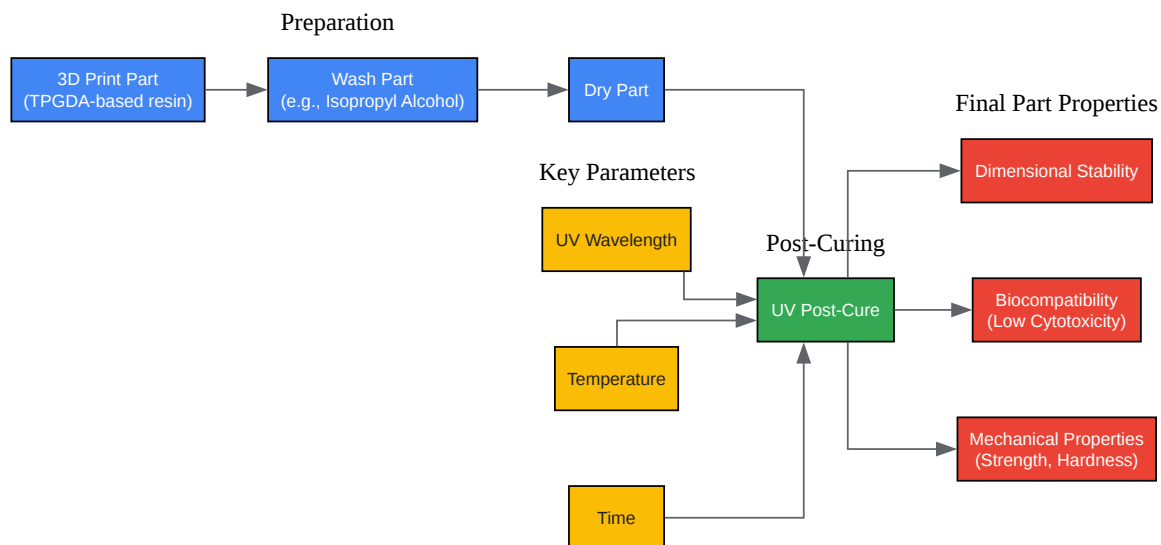 Preparation
3D Print Part
(TPGDA-based resin)
Wash Part
(e.g., Isopropyl Alcohol)
Dry Part
Key Parameters
UV Wavelength
Temperature
Time
Post-Curing
UV Post-Cure
Final Part Properties
Dimensional Stability
Biocompatibility
(Low Cytotoxicity)
Mechanical Properties
(Strength, Hardness)